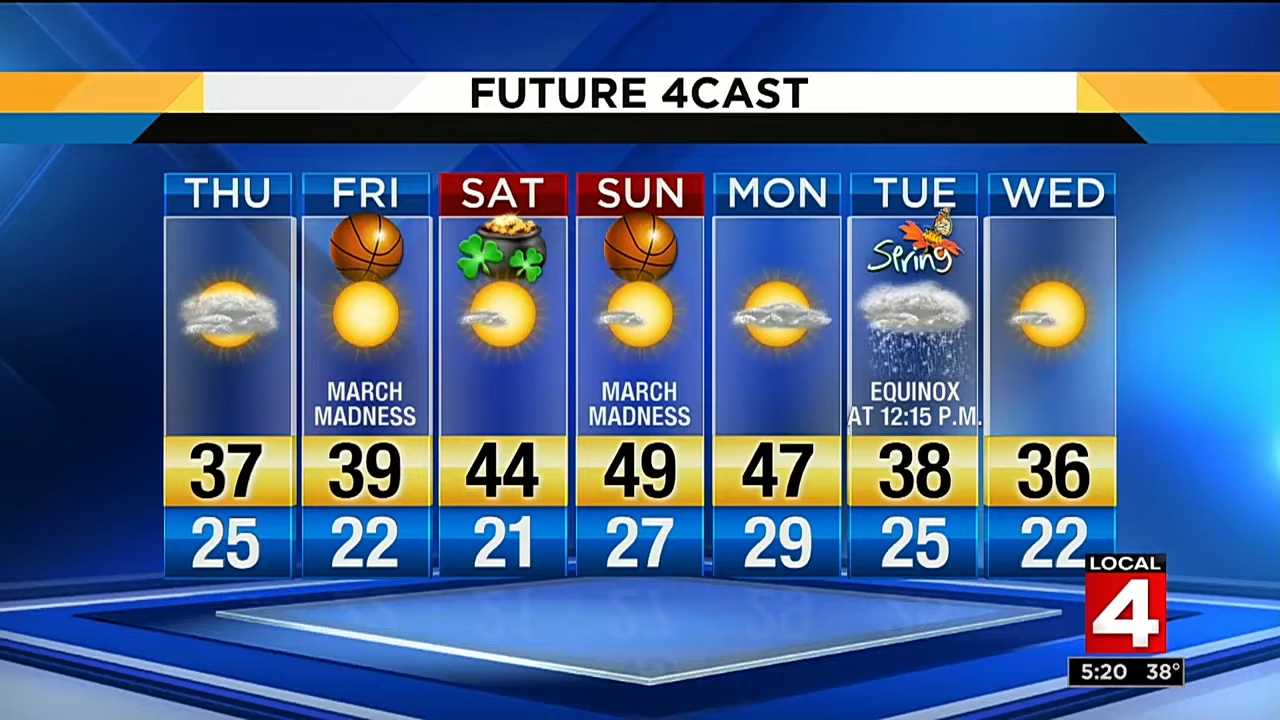 FUTURE 4CAST
THU FRI SAT SUN MON TUE WED
Spring
MARCH MADNESS
MARCH MADNESS
EQUINOX
AT 12:15 P.M.
37 39 44 49 47 38 36
25 22 21 27 29 25 22
LOCAL
4
5:20 38°